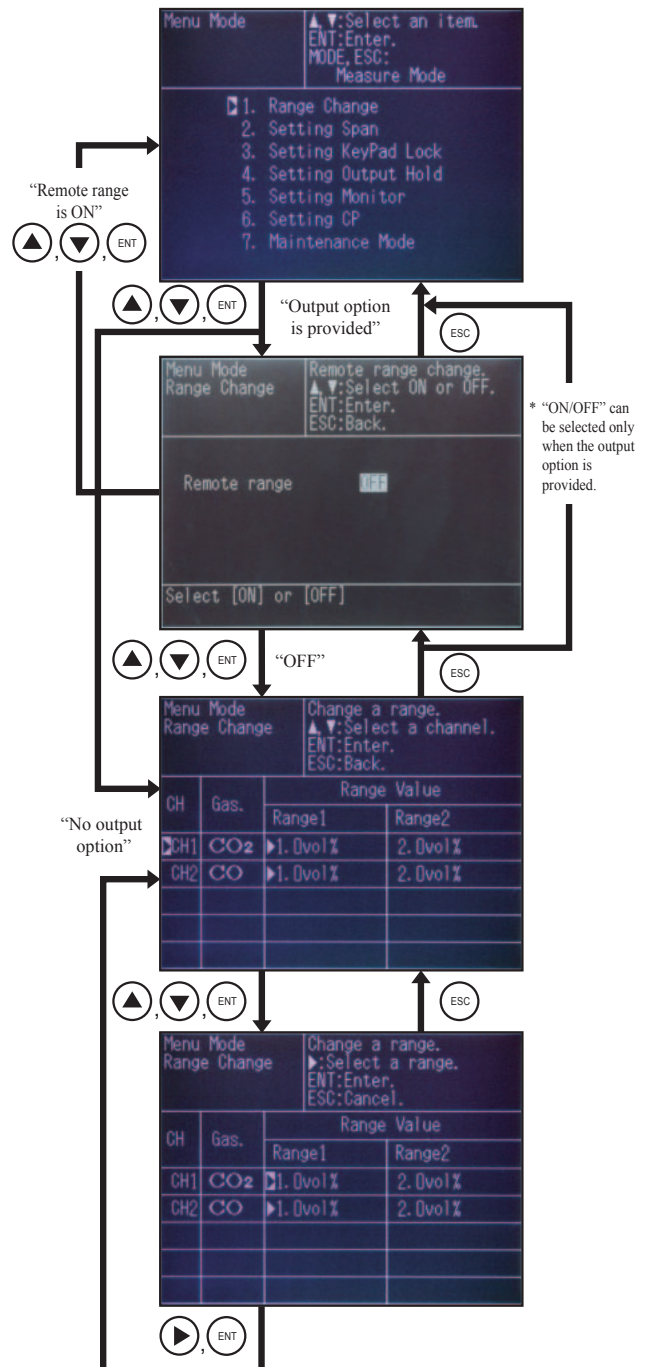 Menu Mode
▲,▼:Select an item.
ENT:Enter.
MODE,ESC:
Measure Mode
1. Range Change
2. Setting Span
3. Setting KeyPad Lock
4. Setting Output Hold
5. Setting Monitor
6. Setting CP
7. Maintenance Mode
“Remote range
is ON”
▲, ▼, ENT
▲, ▼, ENT
“Output option
is provided”
ESC
Menu Mode
Range Change
Remote range change.
▲,▼:Select ON or OFF.
ENT:Enter.
ESC:Back.
Remote range OFF
Select [ON] or [OFF]
* “ON/OFF” can
be selected only
when the output
option is
provided.
▲, ▼, ENT
“OFF”
ESC
Menu Mode
Range Change
Change a range.
▲,▼:Select a channel.
ENT:Enter.
ESC:Back.
CH Gas. Range Value
Range1 Range2
CH1 CO2 ▶1.0vol% 2.0vol%
CH2 CO ▶1.0vol% 2.0vol%
“No output
option”
▲, ▼, ENT
ESC
Menu Mode
Range Change
Change a range.
▶:Select a range.
ENT:Enter.
ESC:Cancel.
CH Gas. Range Value
Range1 Range2
CH1 CO2 ▶1.0vol% 2.0vol%
CH2 CO ▶1.0vol% 2.0vol%
▶, ENT